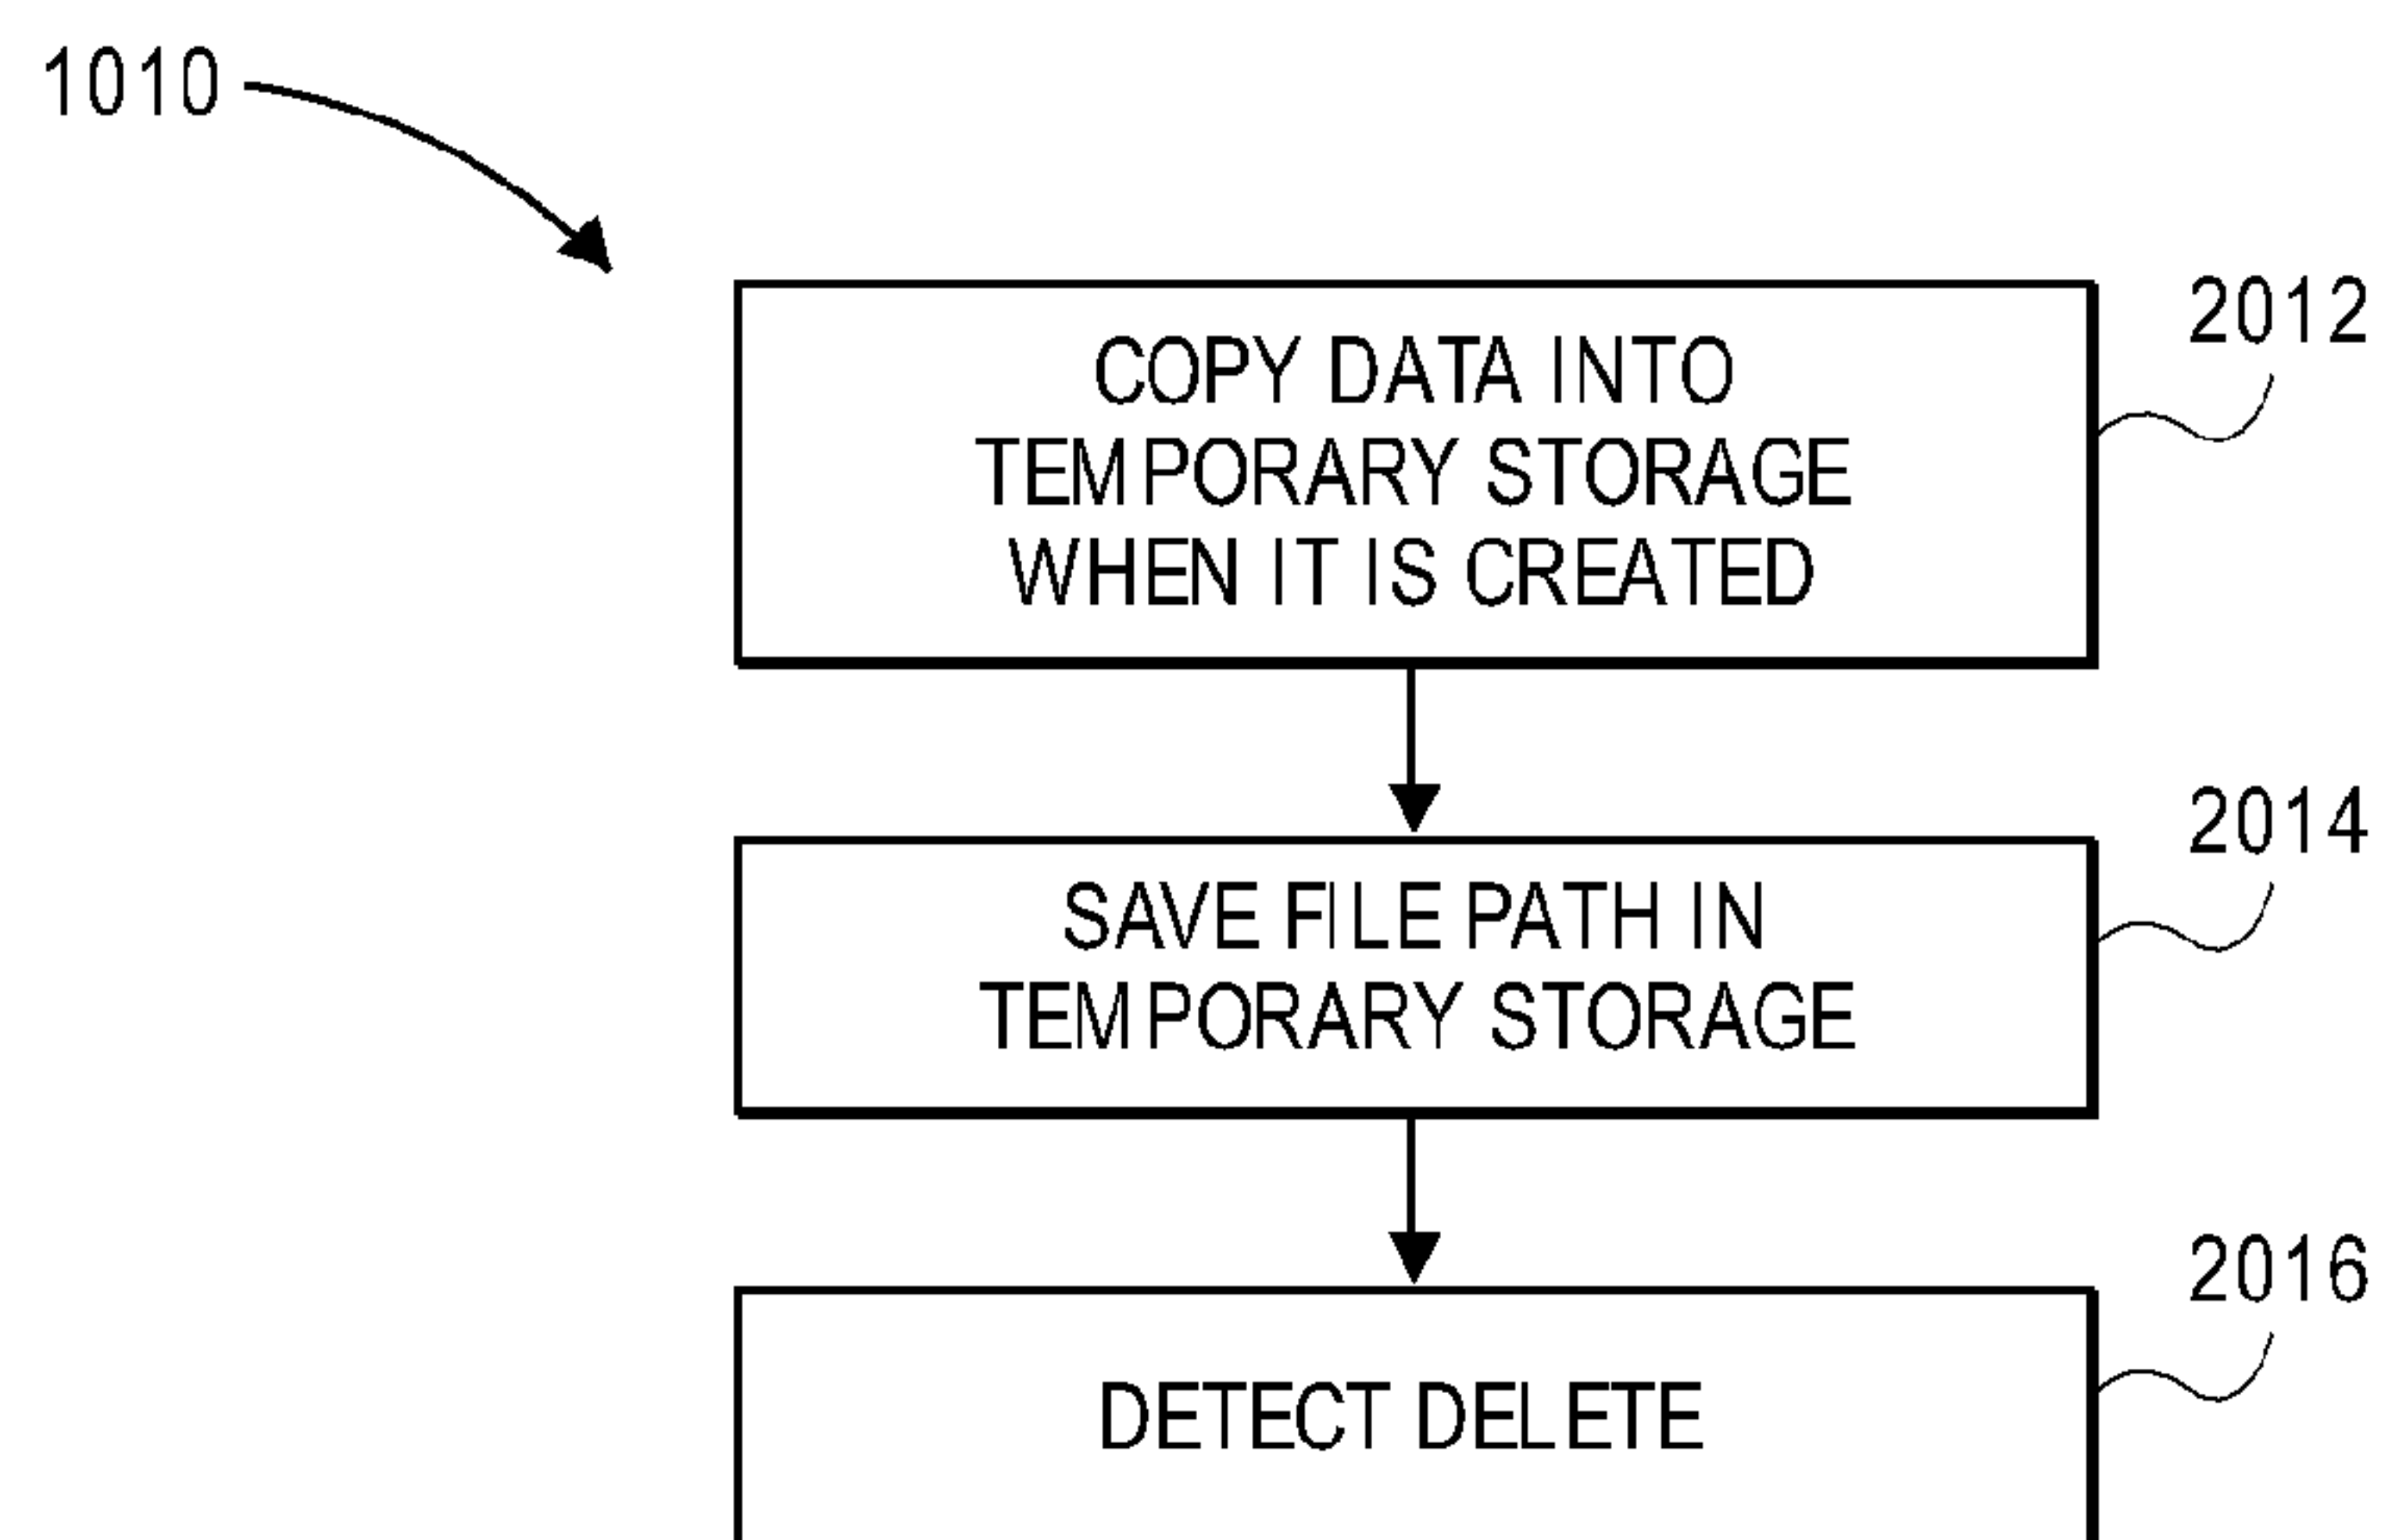 1010
2012
COPY DATA INTO
TEMPORARY STORAGE
WHEN IT IS CREATED
2014
SAVE FILE PATH IN
TEMPORARY STORAGE
2016
DETECT DELETE